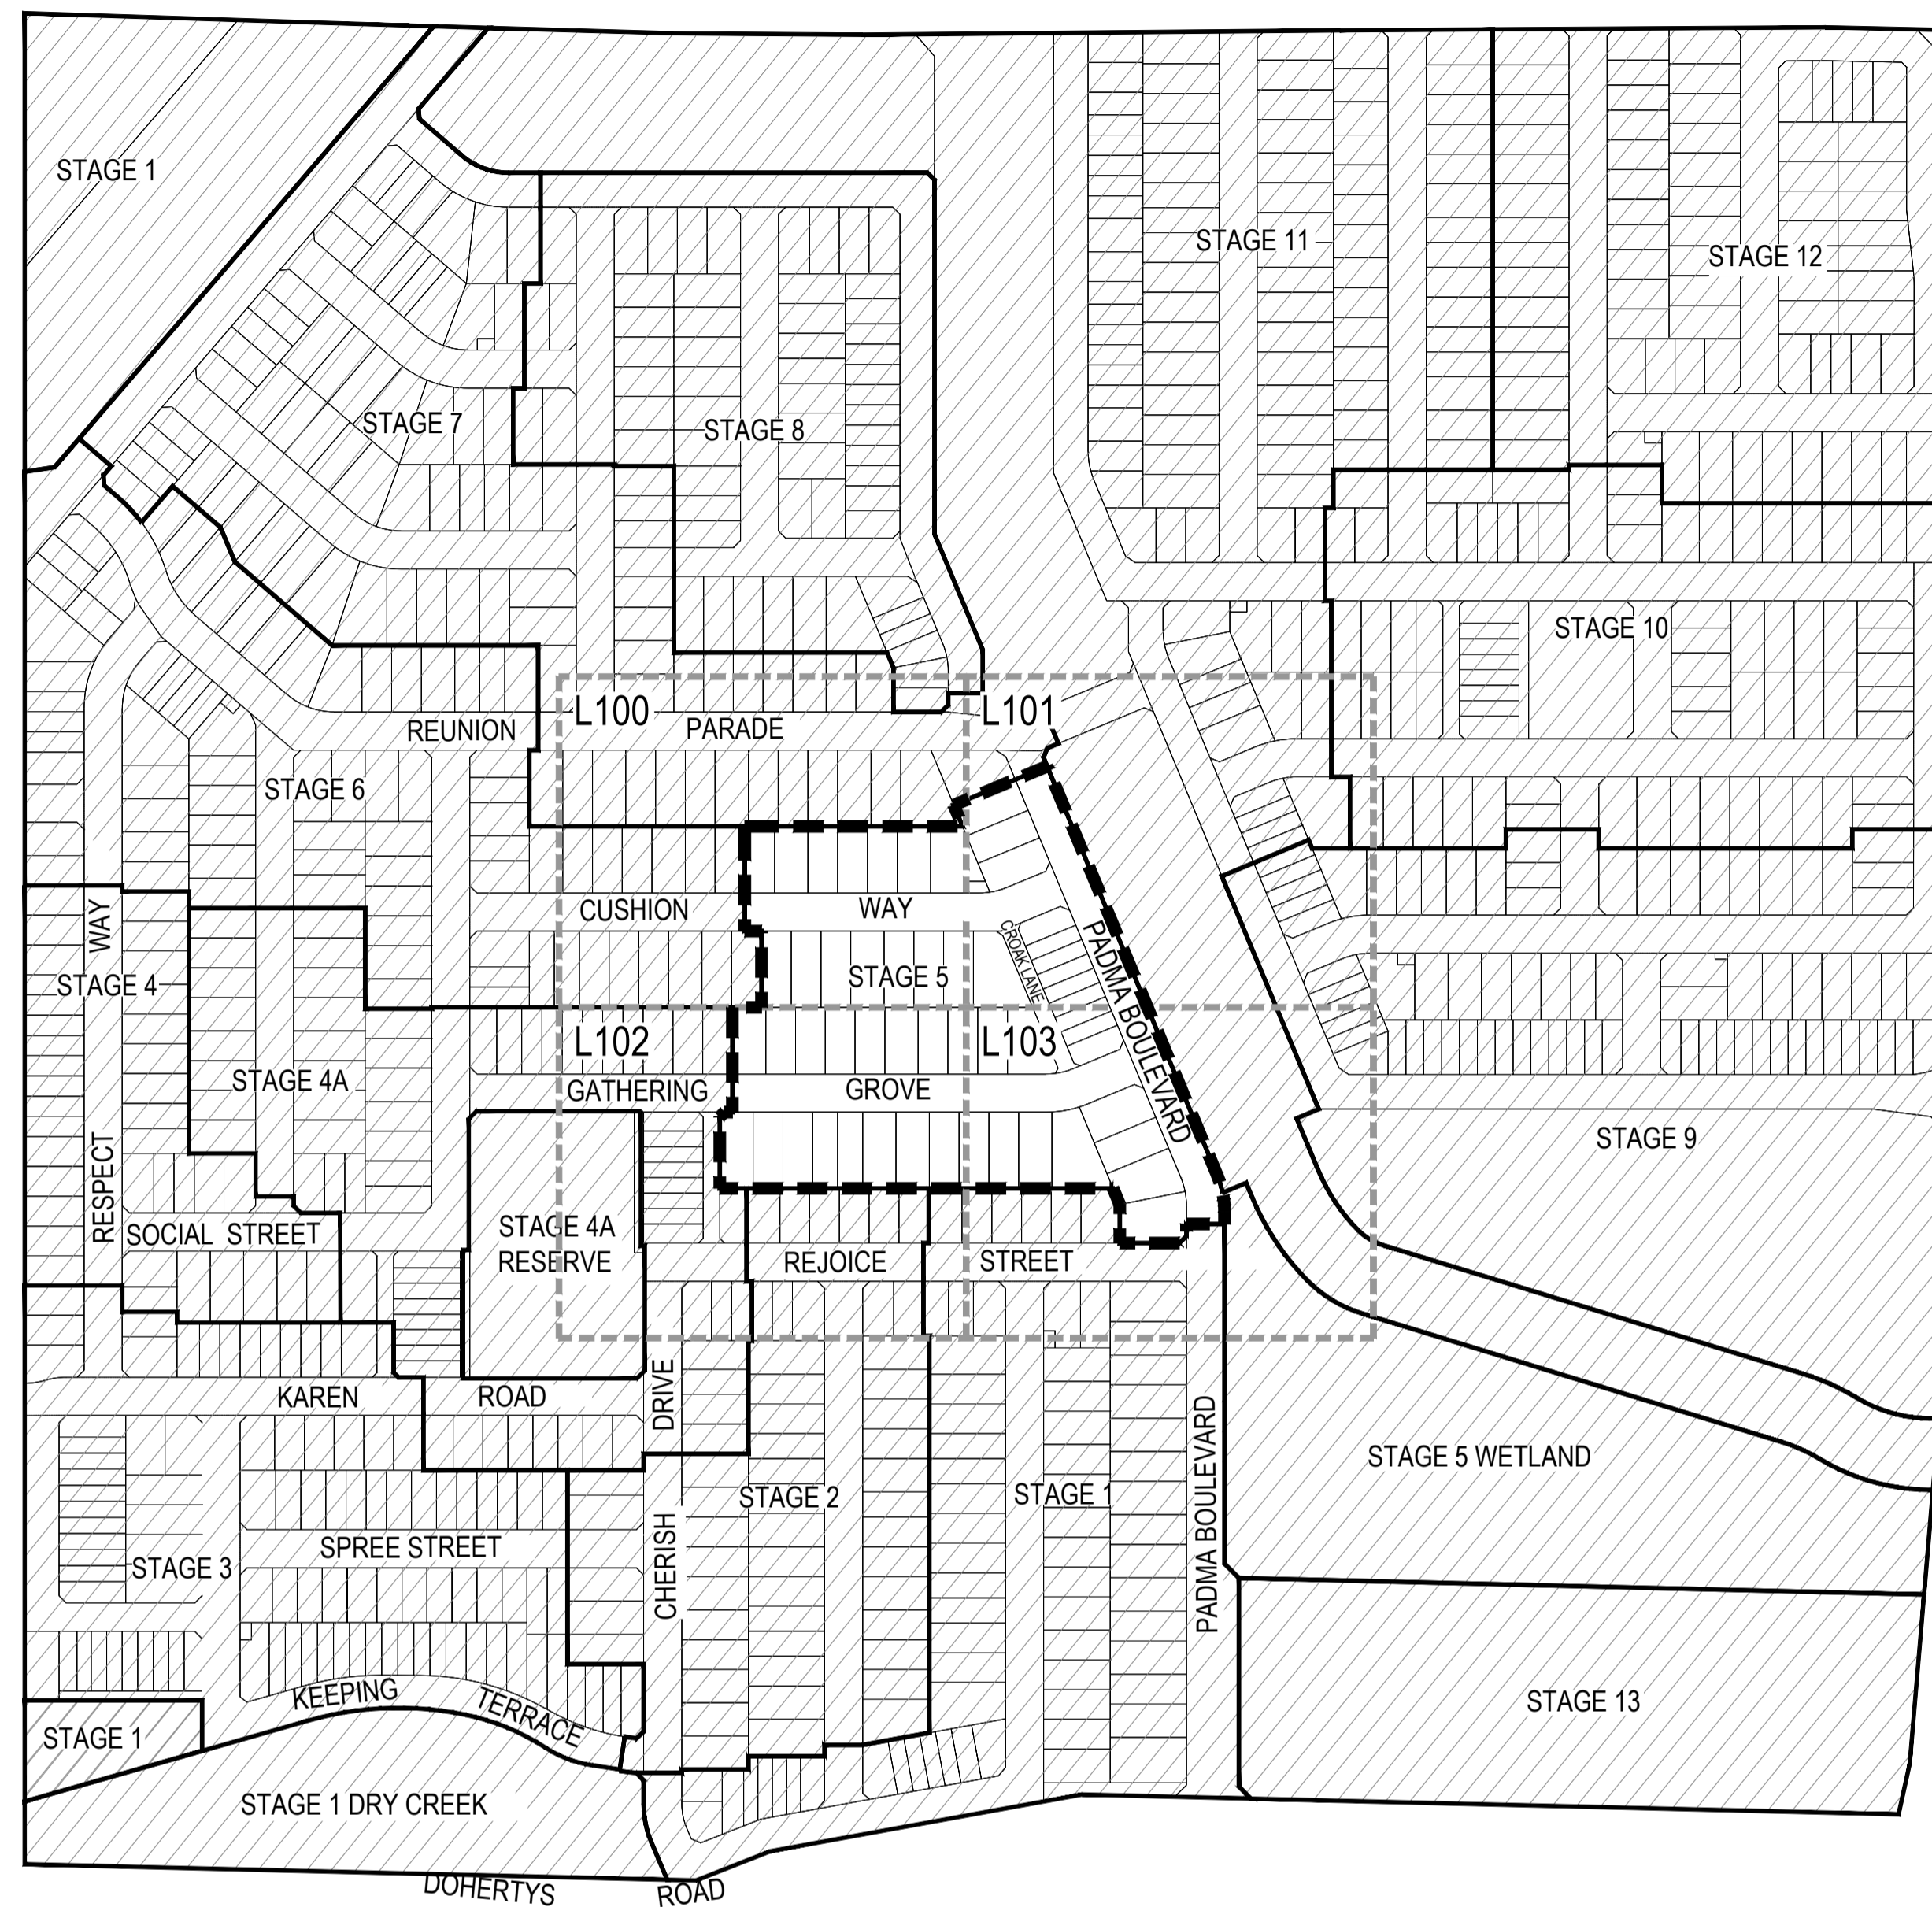 STAGE 1
STAGE 11
STAGE 12
STAGE 7
STAGE 8
STAGE 10
L100
L101
REUNION
PARADE
STAGE 6
CUSHION
WAY
WAY
CROAK LANE
PADMA BOULEVARD
STAGE 4
STAGE 5
L102
L103
STAGE 4A
GATHERING
GROVE
STAGE 9
RESPECT
SOCIAL STREET
STAGE 4A
RESERVE
REJOICE
STREET
KAREN
ROAD
DRIVE
PADMA BOULEVARD
STAGE 5 WETLAND
STAGE 2
STAGE 1
SPREE STREET
CHERISH
STAGE 3
KEEPING
TERRACE
STAGE 13
STAGE 1
STAGE 1 DRY CREEK
DOHERTYS
ROAD